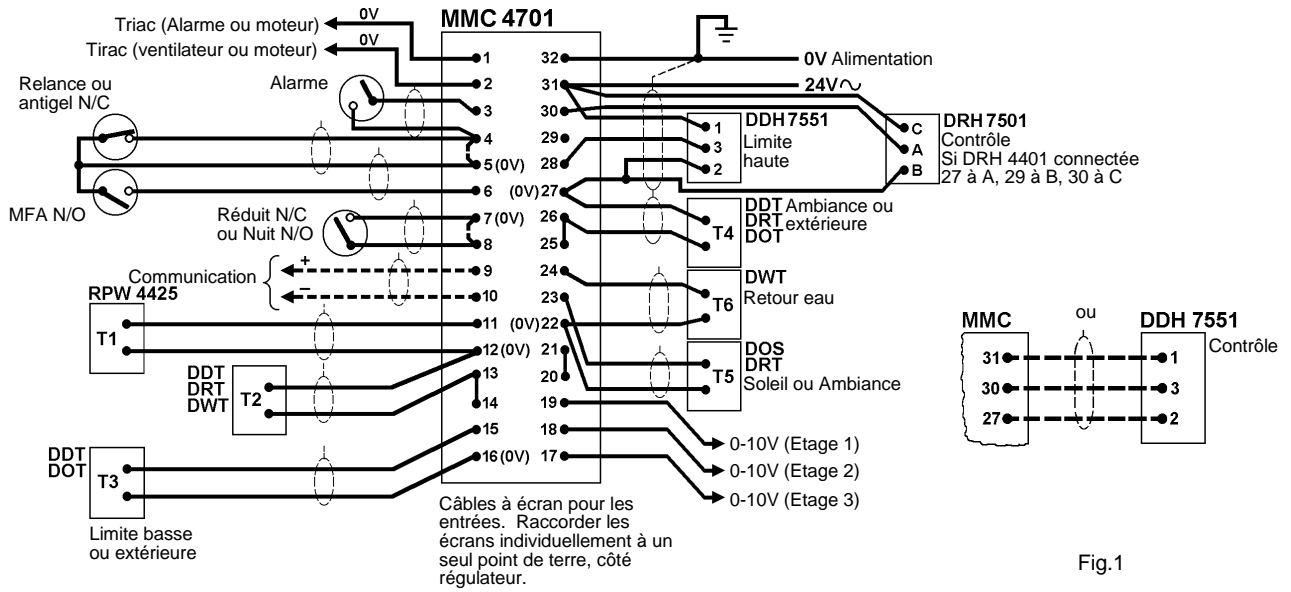 MMC 4701
Triac (Alarme ou moteur)
0V
Tirac (ventilateur ou moteur)
0V
Relance ou
antigel N/C
Alarme
MFA N/O
Réduit N/C
ou Nuit N/O
Communication
+
–
RPW 4425
T1
DDT
DRT
DWT
T2
DDT
DOT
T3
Limite basse
ou extérieure
1
2
3
4
5 (0V)
6
7 (0V)
8
9
10
11
12 (0V)
13
14
15
16 (0V)
32
31
30
29
28
(0V) 27
26
25
24
23
(0V) 22
21
20
19
18
17
0V Alimentation
24V
DDH 7551
1
3
2
Limite
haute
DRH 7501
C
A
B
Contrôle
Si DRH 4401 connectée
27 à A, 29 à B, 30 à C
DDT Ambiance ou
DRT extérieure
DOT
T4
DWT
T6
Retour eau
DOS
DRT
T5
Soleil ou Ambiance
0-10V (Etage 1)
0-10V (Etage 2)
0-10V (Etage 3)
Câbles à écran pour les
entrées. Raccorder les
écrans individuellement à un
seul point de terre, côté
régulateur.
MMC
ou
DDH 7551
Contrôle
31
30
27
1
3
2
Fig.1